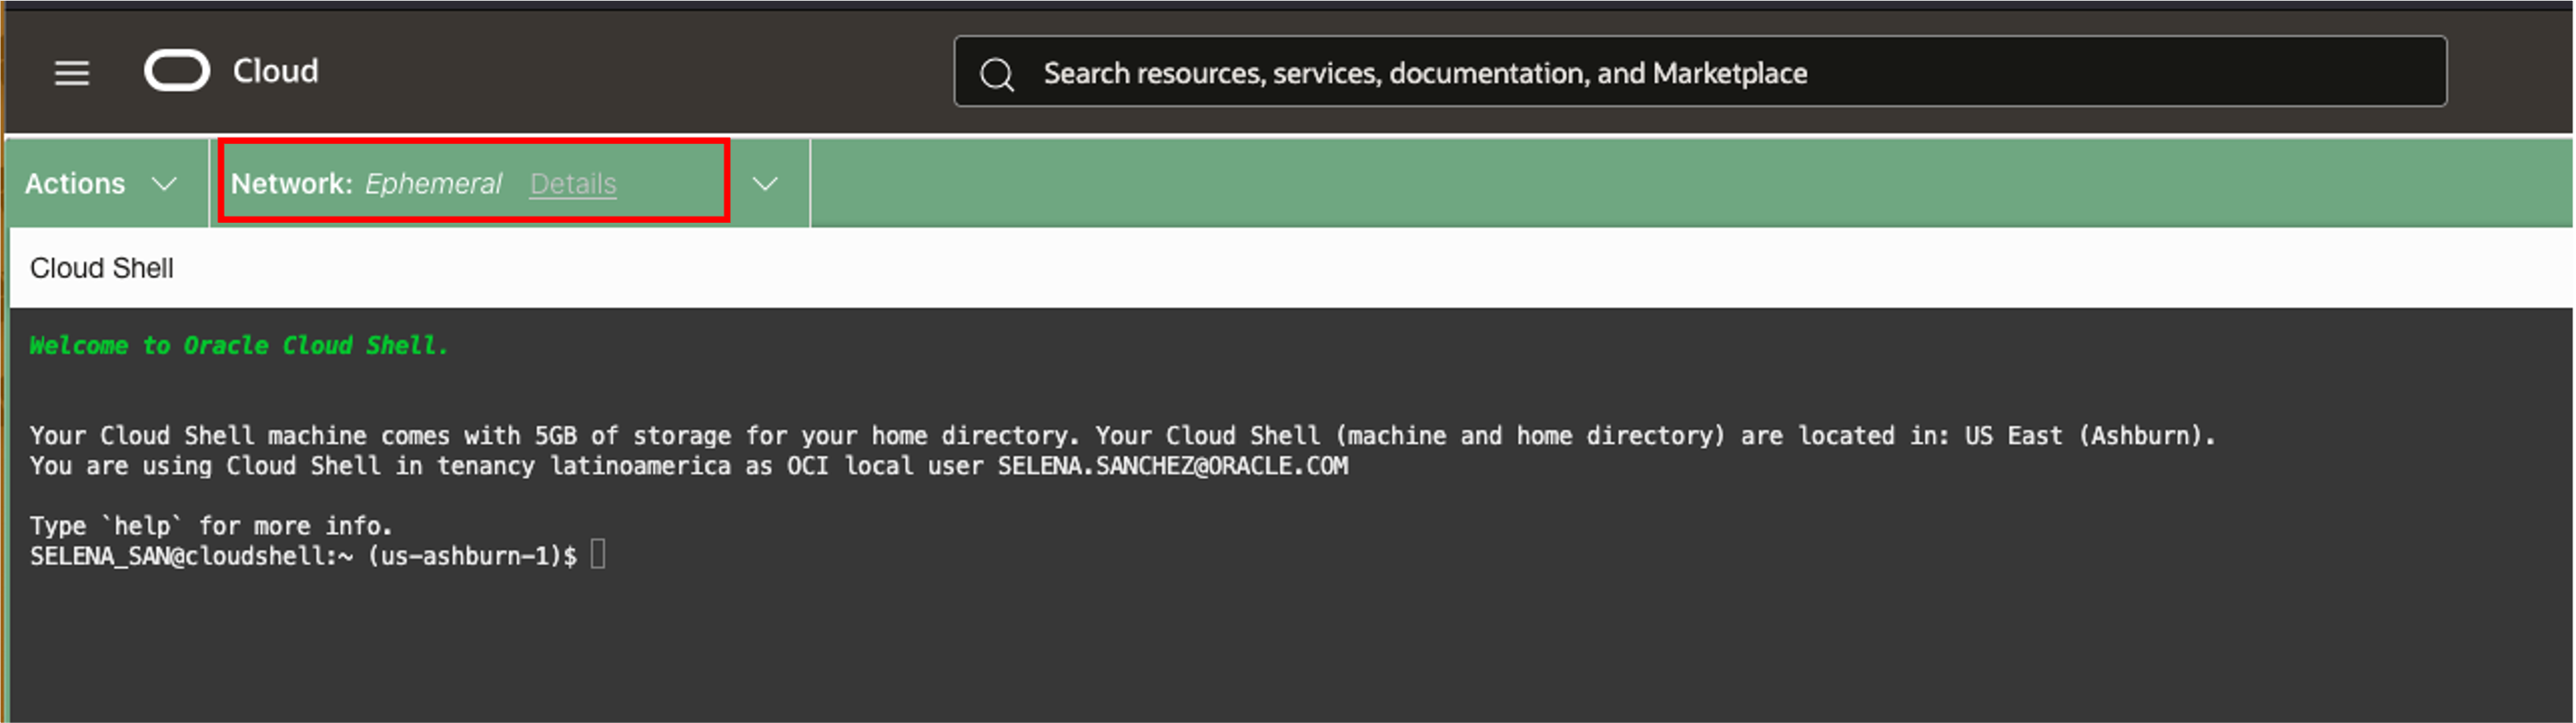 Cloud
Search resources, services, documentation, and Marketplace
Actions
Network: Ephemeral Details
Cloud Shell
Welcome to Oracle Cloud Shell.
Your Cloud Shell machine comes with 5GB of storage for your home directory. Your Cloud Shell (machine and home directory) are located in: US East (Ashburn).
You are using Cloud Shell in tenancy latinoamerica as OCI local user SELENA.SANCHEZ@ORACLE.COM
Type `help` for more info.
SELENA_SAN@cloudshell:~ (us-ashburn-1)$